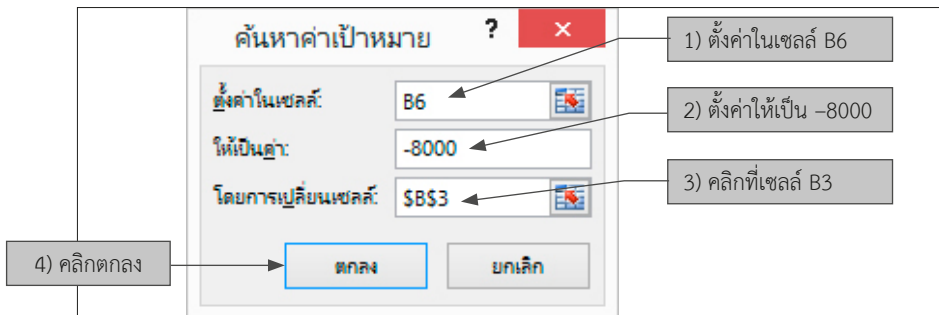 ค้นหาค่าเป้าหมาย ? ×
1) ตั้งค่าในเซลล์ B6
ตั้งค่าในเซลล์: B6
2) ตั้งค่าให้เป็น –8000
ให้เป็นค่า: -8000
3) คลิกที่เซลล์ B3
โดยการเปลี่ยนเซลล์: $B$3
4) คลิกตกลง
ตกลง ยกเลิก